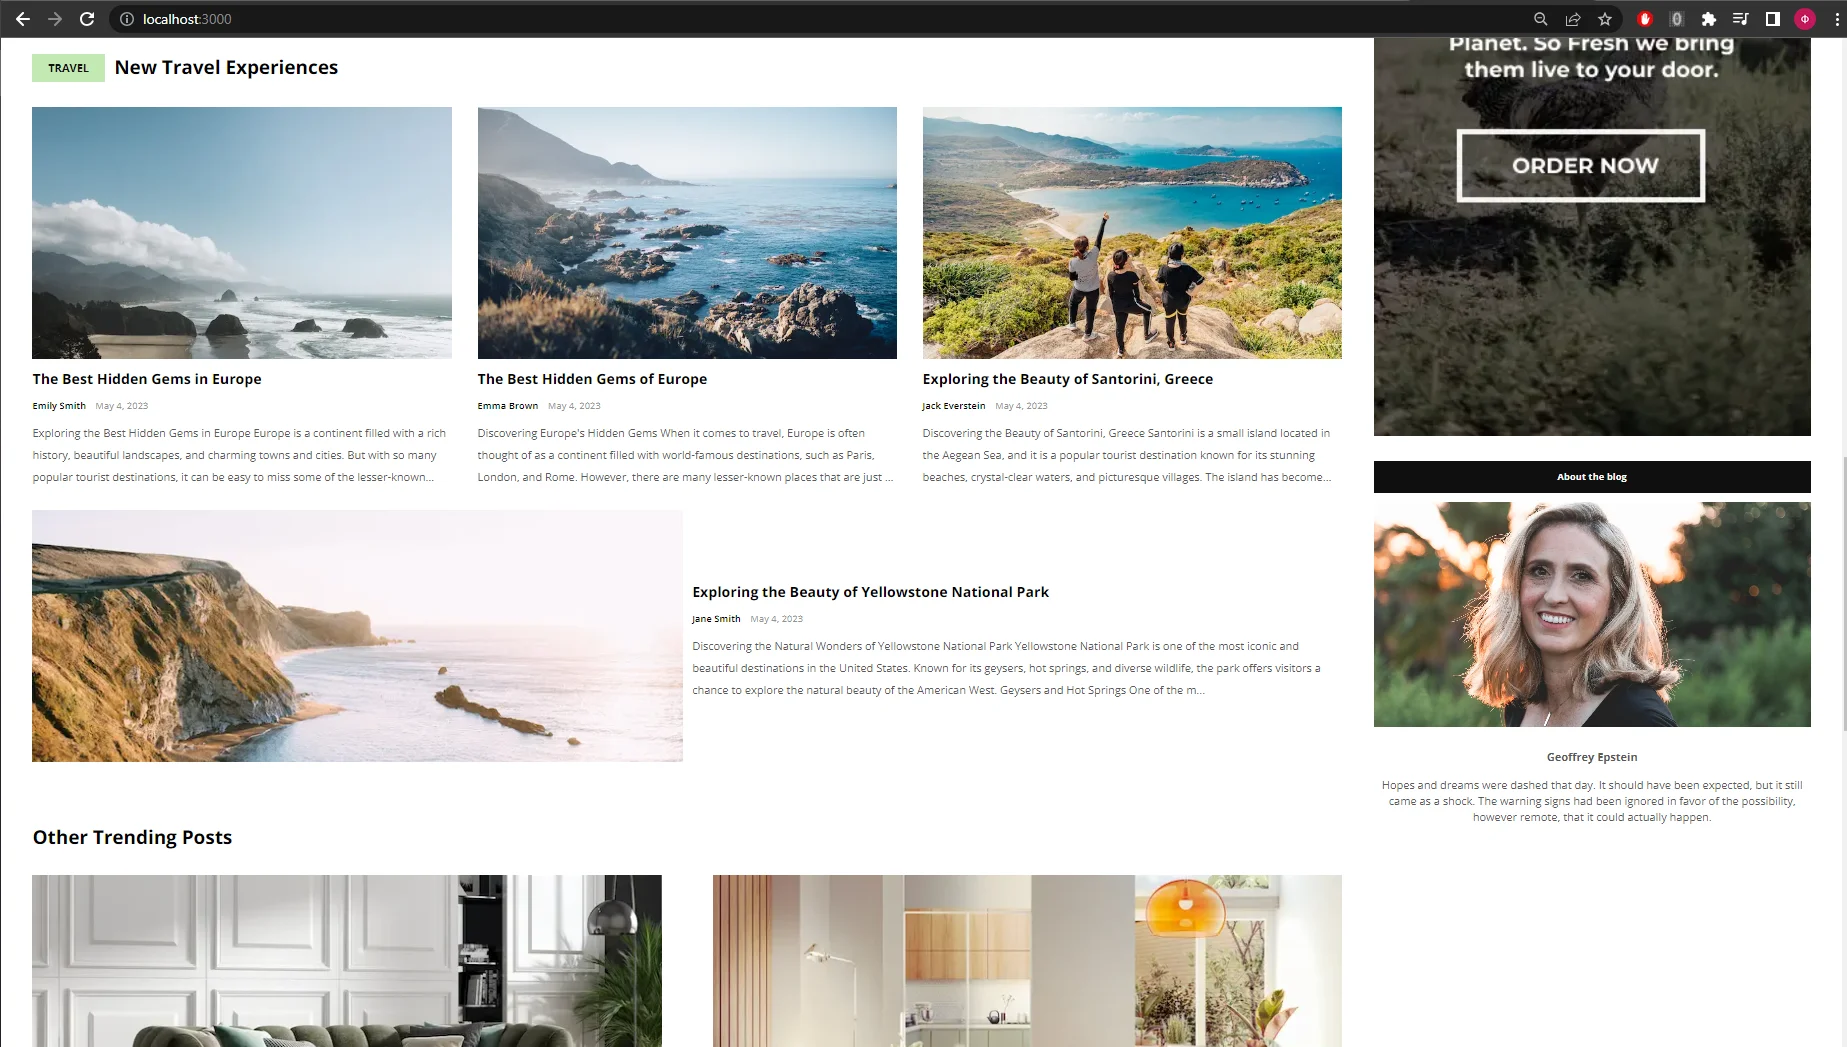 localhost:3000
TRAVEL New Travel Experiences
The Best Hidden Gems in Europe
Emily Smith May 4, 2023
Exploring the Best Hidden Gems in Europe Europe is a continent filled with a rich
history, beautiful landscapes, and charming towns and cities. But with so many
popular tourist destinations, it can be easy to miss some of the lesser-known...
The Best Hidden Gems of Europe
Emma Brown May 4, 2023
Discovering Europe's Hidden Gems When it comes to travel, Europe is often
thought of as a continent filled with world-famous destinations, such as Paris,
London, and Rome. However, there are many lesser-known places that are just ...
Exploring the Beauty of Santorini, Greece
Jack Everstein May 4, 2023
Discovering the Beauty of Santorini, Greece Santorini is a small island located in
the Aegean Sea, and it is a popular tourist destination known for its stunning
beaches, crystal-clear waters, and picturesque villages. The island has become...
Exploring the Beauty of Yellowstone National Park
Jane Smith May 4, 2023
Discovering the Natural Wonders of Yellowstone National Park Yellowstone National Park is one of the most iconic and
beautiful destinations in the United States. Known for its geysers, hot springs, and diverse wildlife, the park offers visitors a
chance to explore the natural beauty of the American West. Geysers and Hot Springs One of the m...
Other Trending Posts
Planet. So Fresh we bring
them live to your door.
ORDER NOW
About the blog
Geoffrey Epstein
Hopes and dreams were dashed that day. It should have been expected, but it still
came as a shock. The warning signs had been ignored in favor of the possibility,
however remote, that it could actually happen.